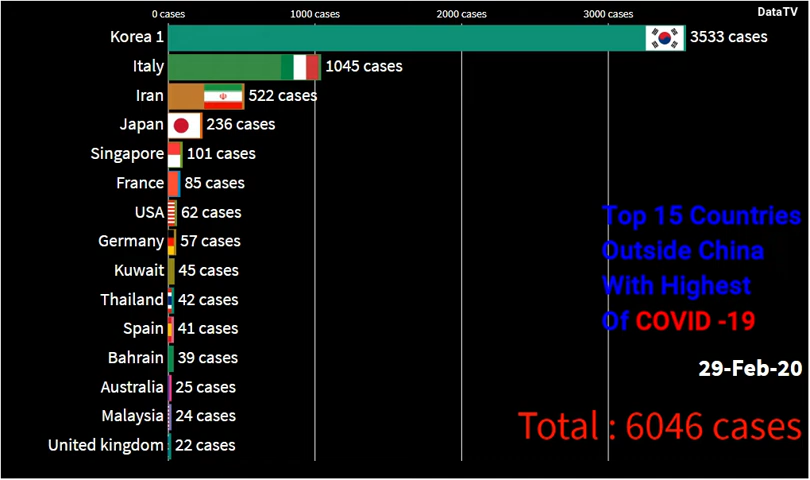 0 cases 1000 cases 2000 cases 3000 cases DataTV
Korea 1 3533 cases
Italy 1045 cases
Iran 522 cases
Japan 236 cases
Singapore 101 cases
France 85 cases
USA 62 cases
Germany 57 cases
Kuwait 45 cases
Thailand 42 cases
Spain 41 cases
Bahrain 39 cases
Australia 25 cases
Malaysia 24 cases
United kingdom 22 cases
Top 15 Countries
Outside China
With Highest
Of COVID -19
29-Feb-20
Total : 6046 cases